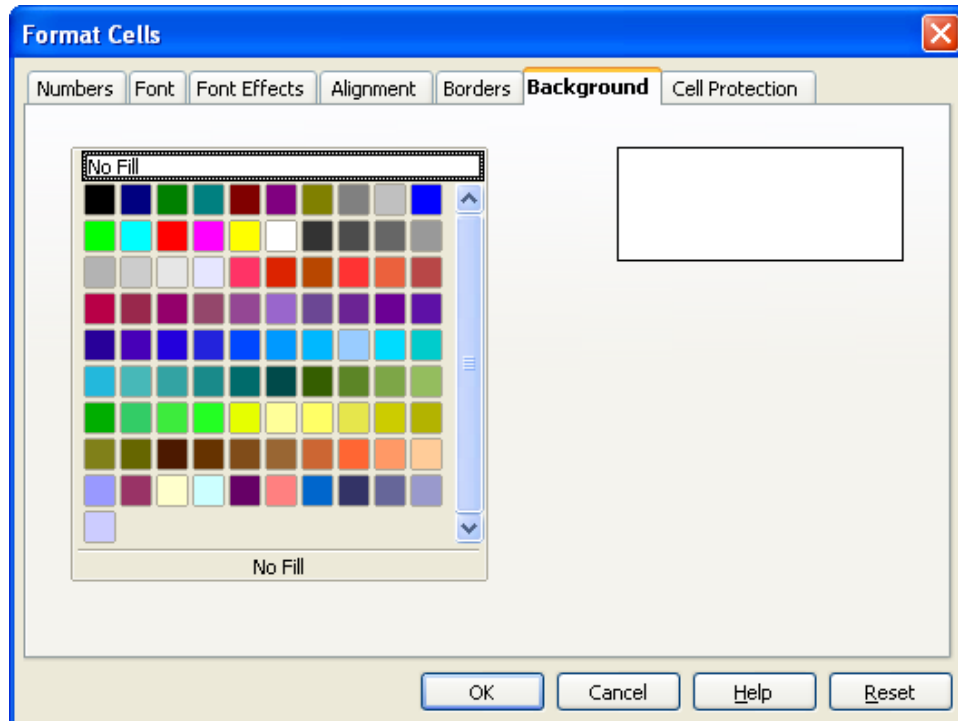 Format Cells
Numbers Font Font Effects Alignment Borders Background Cell Protection
No Fill
No Fill
OK Cancel Help Reset